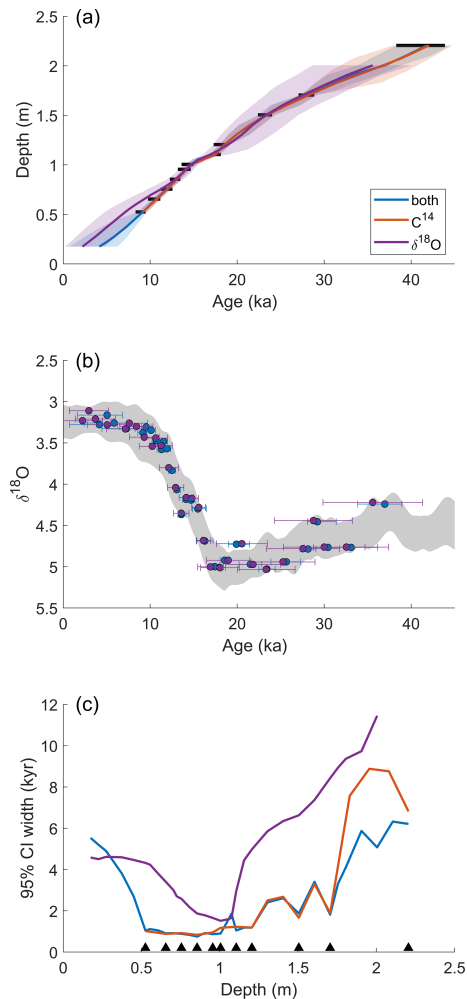 (a)
2.5
2
1.5
1
0.5
0
Depth (m)
0 10 20 30 40
Age (ka)
both
C¹⁴
δ¹⁸O
(b)
2.5
3.0
3.5
4.0
4.5
5.0
5.5
δ¹⁸O
0 10 20 30 40
Age (ka)
(c)
12
10
8
6
4
2
0
95% CI width (kyr)
0 0.5 1 1.5 2 2.5
Depth (m)